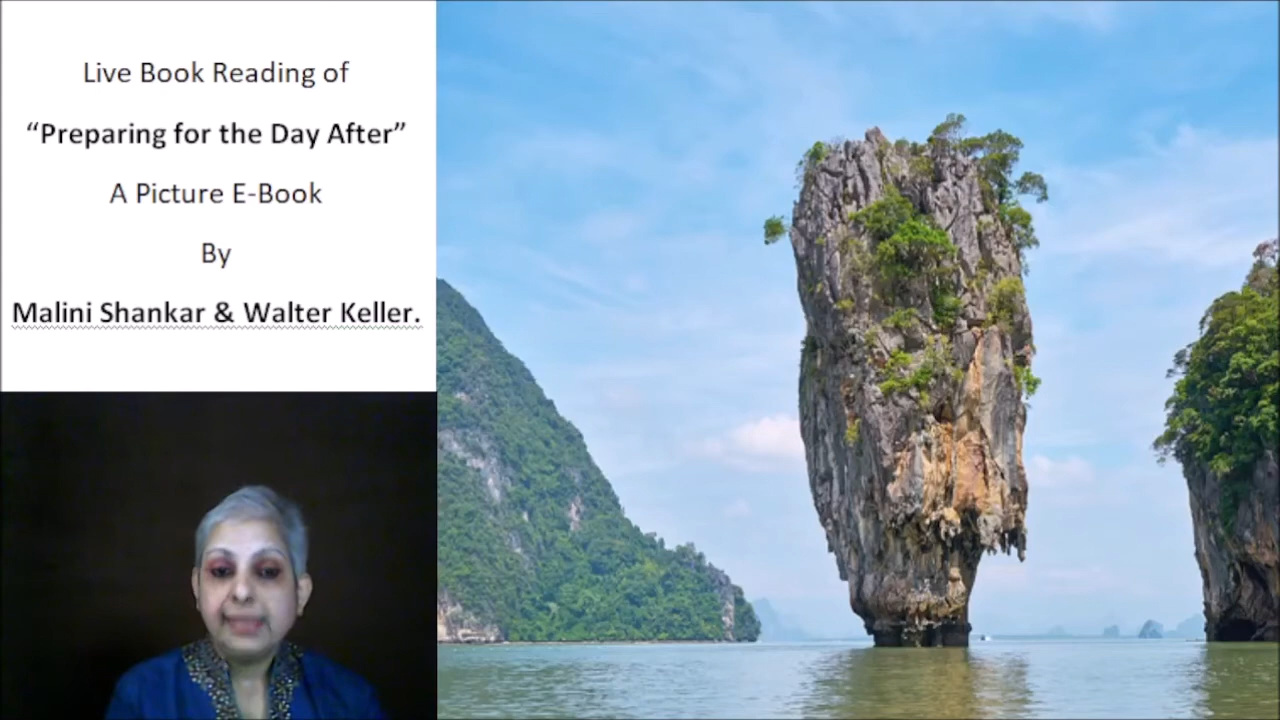 Live Book Reading of
“Preparing for the Day After”
A Picture E-Book
By
Malini Shankar & Walter Keller.